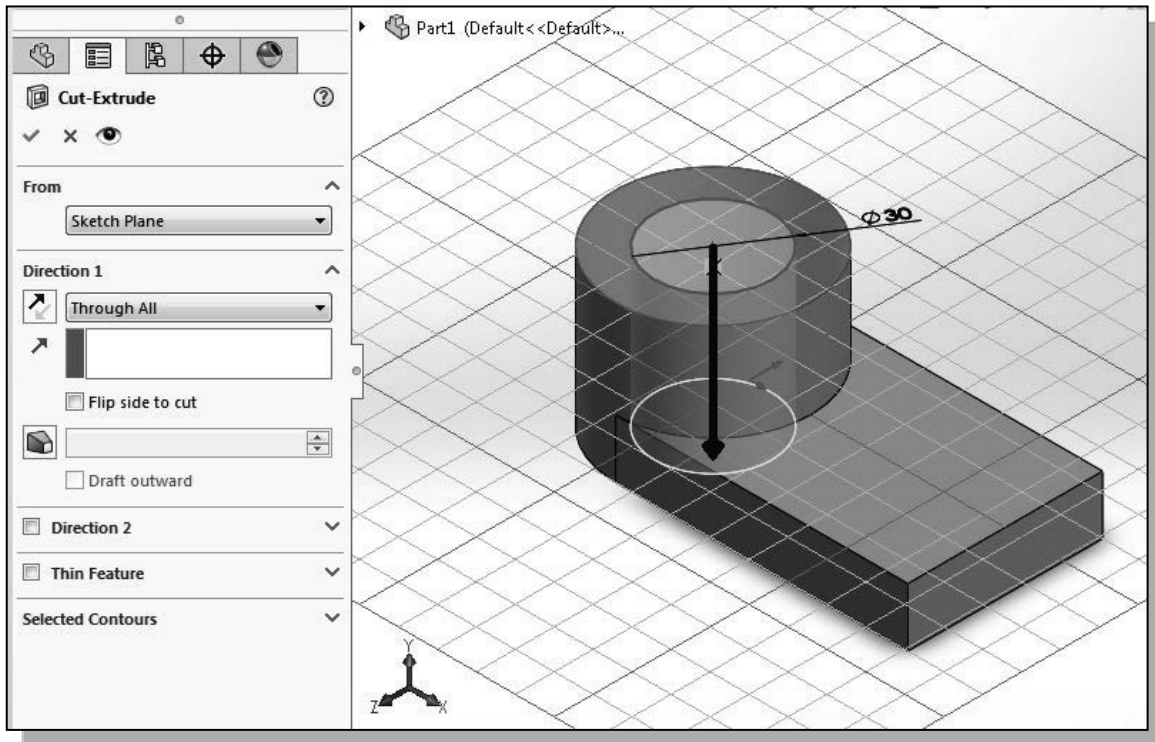 Part1 (Default<<Default>...
Cut-Extrude
From
Sketch Plane
Direction 1
Through All
Flip side to cut
Draft outward
Direction 2
Thin Feature
Selected Contours
Ø30
Y
Z
X